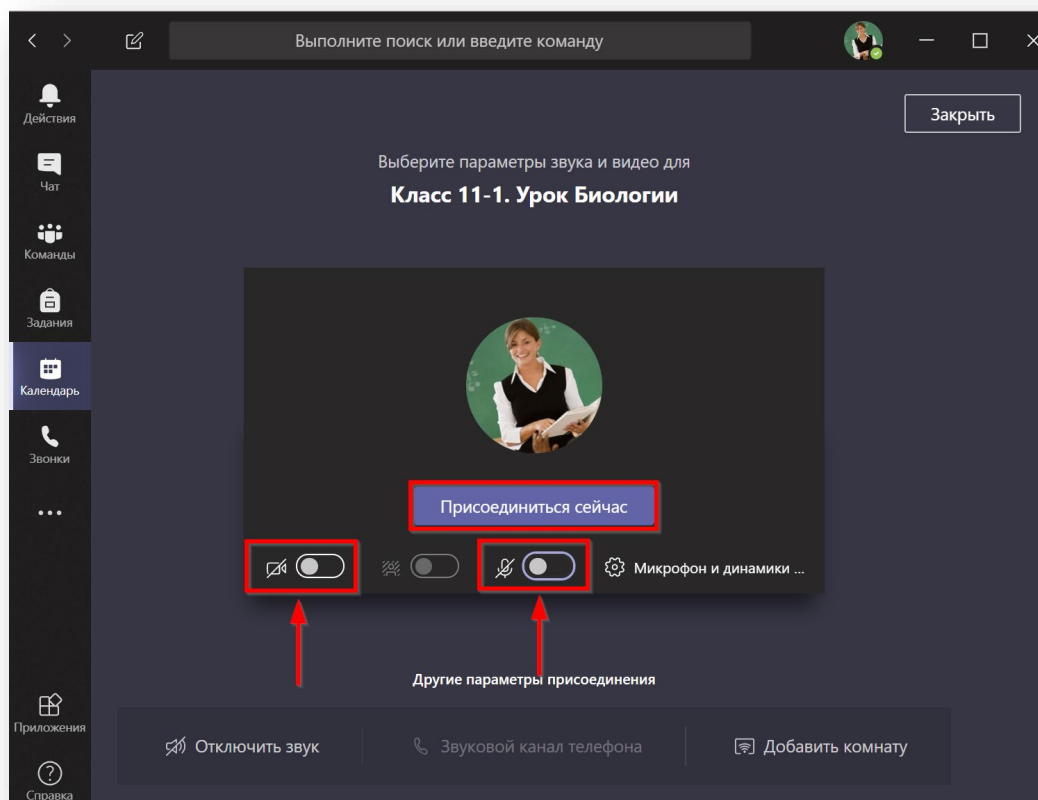 Выполните поиск или введите команду
Действия
Чат
Команды
Задания
Календарь
Звонки
Приложения
Справка
Закрыть
Выберите параметры звука и видео для
Класс 11-1. Урок Биологии
Присоединиться сейчас
Микрофон и динамики ...
Другие параметры присоединения
Отключить звук
Звуковой канал телефона
Добавить комнату